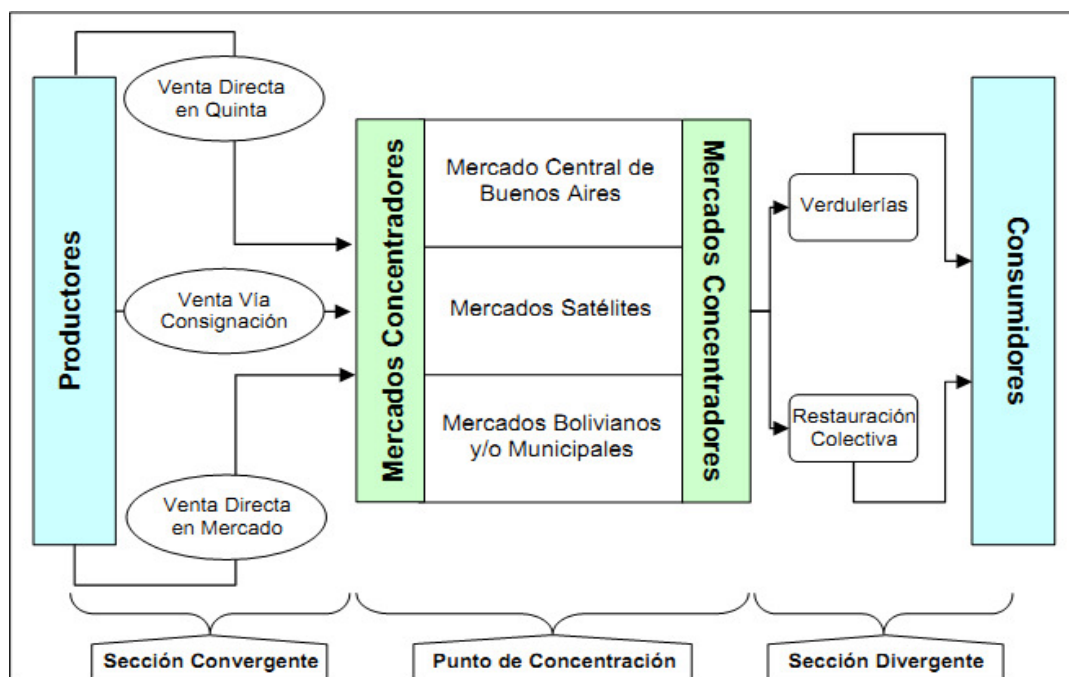 Productores
Venta Directa
en Quinta
Venta Vía
Consignación
Venta Directa
en Mercado
Mercados Concentradores
Mercado Central de
Buenos Aires
Mercados Satélites
Mercados Bolivianos
y/o Municipales
Mercados Concentradores
Verdulerías
Restauración
Colectiva
Consumidores
Sección Convergente
Punto de Concentración
Sección Divergente